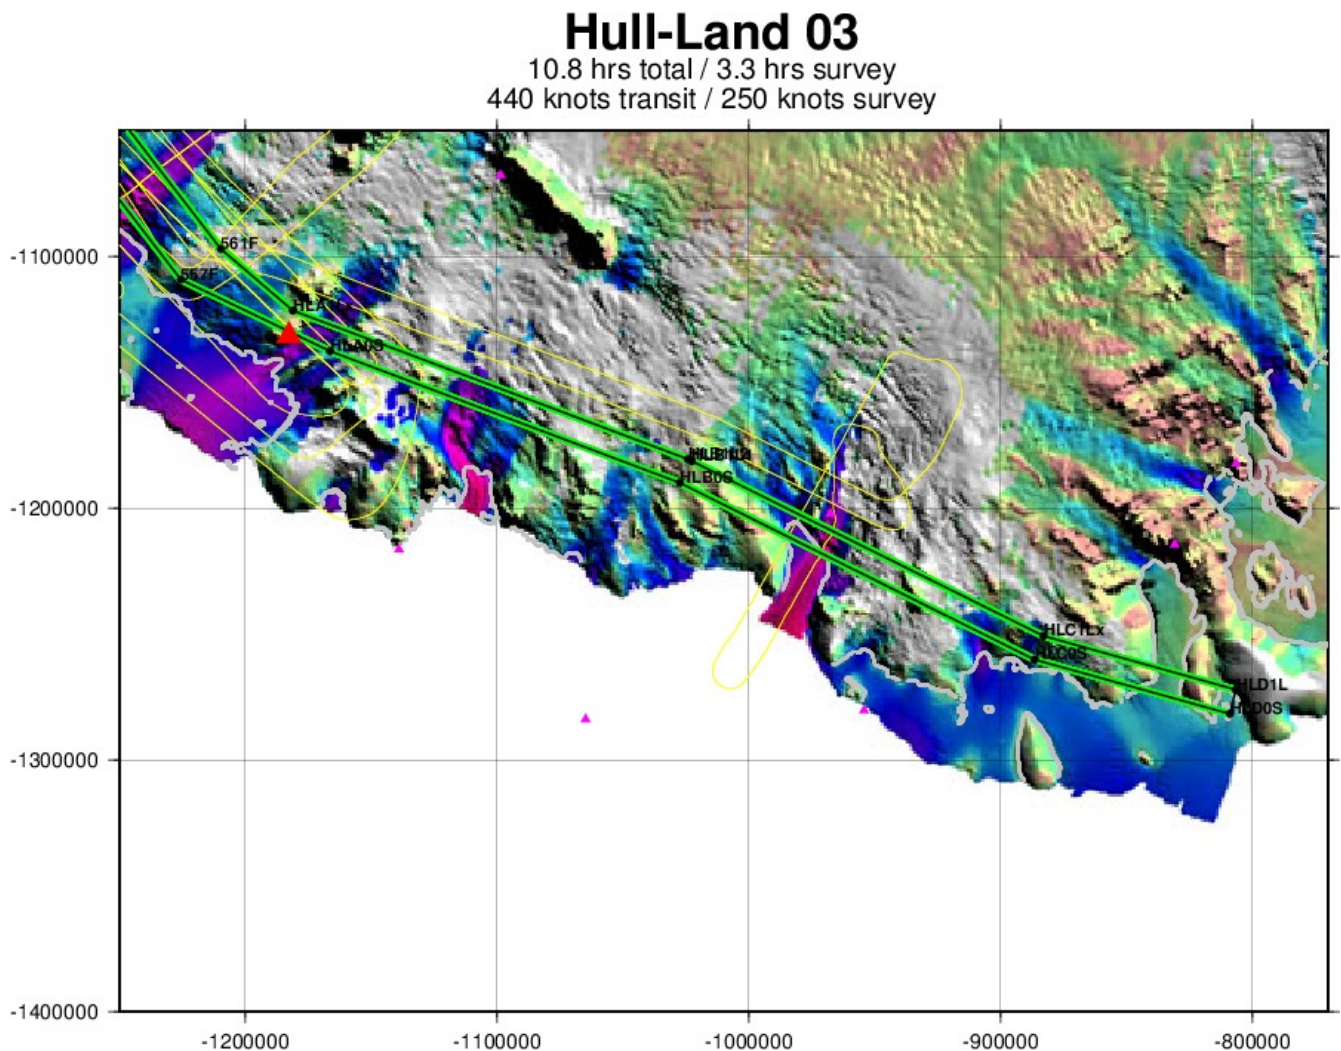 Hull-Land 03
10.8 hrs total / 3.3 hrs survey
440 knots transit / 250 knots survey
561F
-1100000
557F
HLA0S
HLB0S
-1200000
HLC1Lx
HLC0S
HLD1L
HLD0S
-1300000
-1400000
-1200000 -1100000 -1000000 -900000 -800000